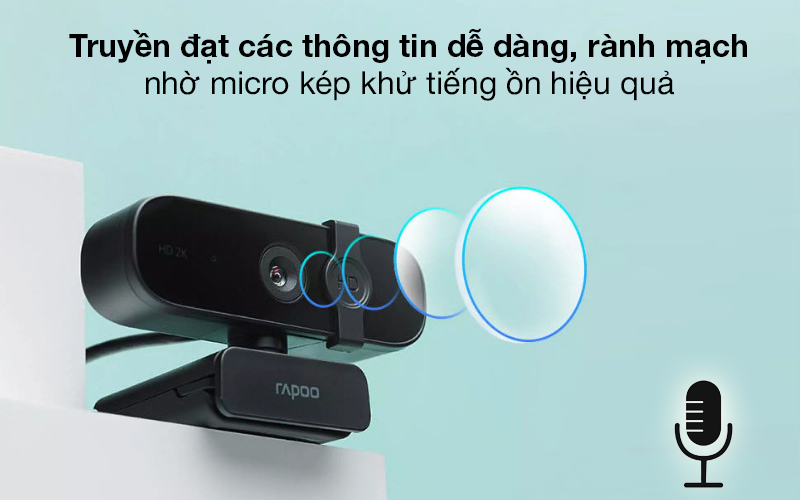 Truyền đạt các thông tin dễ dàng, rành mạch
nhờ micro kép khử tiếng ồn hiệu quả
HD 2K
rapoo